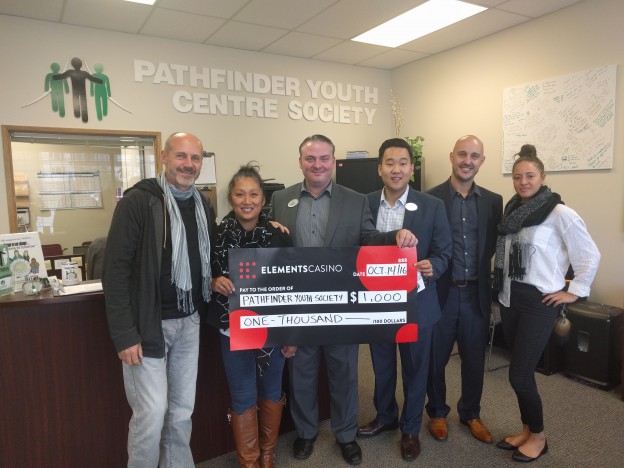 PATHFINDER YOUTH
CENTRE SOCIETY
ELEMENTSCASINO
DATE OCT.14/16
PAY TO THE ORDER OF
PATHFINDER YOUTH SOCIETY $ 1,000
ONE-THOUSAND /100 DOLLARS